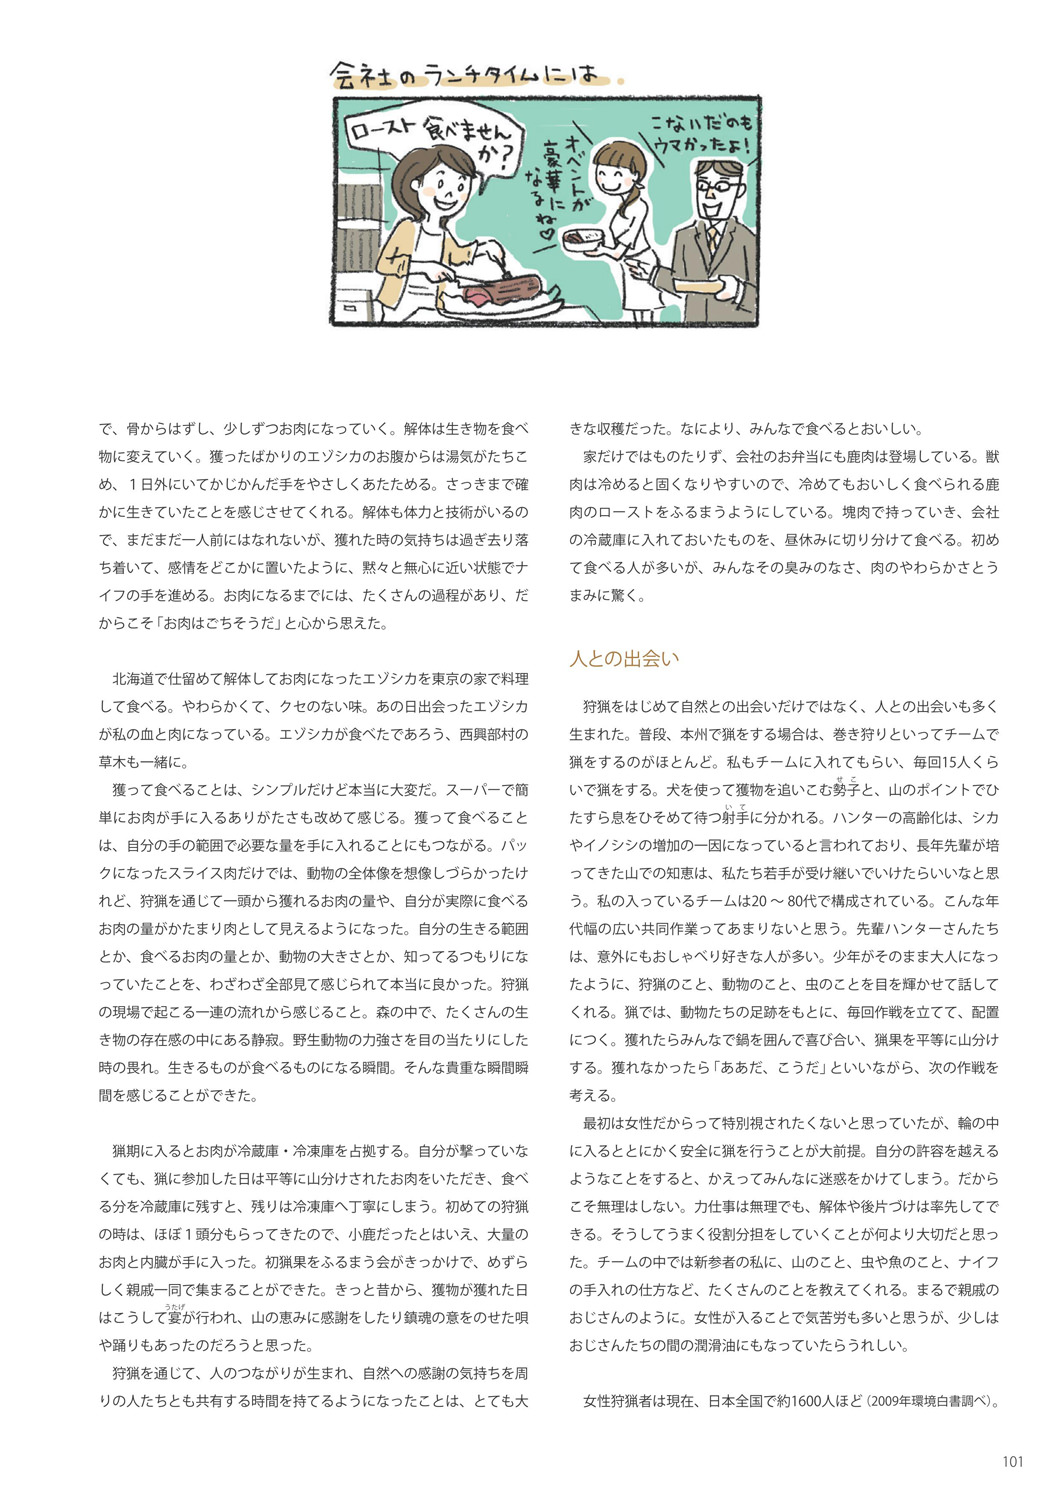 会社のランチタイムには
ロースト 食べません
か?
オベントが
豪華に
なるにね♡
こないだのも
ウマかったよ!
で、骨からはずし、少しずつお肉になっていく。解体は生き物を食べ
物に変えていく。獲ったばかりのエゾシカのお腹からは湯気がたちこ
め、1日外にいてかじかんだ手をやさしくあたためる。さっきまで確
かに生きていたことを感じさせてくれる。解体も体力と技術がいるの
で、まだまだ一人前にはなれないが、獲れた時の気持ちは過ぎ去り落
ち着いて、感情をどこかに置いたように、黙々と無心に近い状態でナ
イフの手を進める。お肉になるまでには、たくさんの過程があり、だ
からこそ「お肉はごちそうだ」と心から思えた。
北海道で仕留めて解体してお肉になったエゾシカを東京の家で料理
して食べる。やわらかくて、クセのない味。あの日出会ったエゾシカ
が私の血と肉になっている。エゾシカが食べたであろう、西興部村の
草木も一緒に。
獲って食べることは、シンプルだけど本当に大変だ。スーパーで簡
単にお肉が手に入るありがたさも改めて感じる。獲って食べること
は、自分の手の範囲で必要な量を手に入れることにもつながる。パッ
クになったスライス肉だけでは、動物の全体像を想像しづらかったけ
れど、狩猟を通じて一頭から獲れるお肉の量や、自分が実際に食べる
お肉の量がかたまり肉として見えるようになった。自分の生きる範囲
とか、食べるお肉の量とか、動物の大きさとか、知ってるつもりにな
っていたことを、わざわざ全部見て感じられて本当に良かった。狩猟
の現場で起こる一連の流れから感じること。森の中で、たくさんの生
き物の存在感の中にある静寂。野生動物の力強さを目の当たりにした
時の畏れ。生きるものが食べるものになる瞬間。そんな貴重な瞬間瞬
間を感じることができた。
猟期に入るとお肉が冷蔵庫・冷凍庫を占拠する。自分が撃っていな
くても、猟に参加した日は平等に山分けされたお肉をいただき、食べ
る分を冷蔵庫に残すと、残りは冷凍庫へ丁寧にしまう。初めての狩猟
の時は、ほぼ1頭分もらってきたので、小鹿だったとはいえ、大量の
お肉と内臓が手に入った。初猟果をふるまう会がきっかけで、めずら
しく親戚一同で集まることができた。きっと昔から、獲物が獲れた日
うたげ
はこうして宴が行われ、山の恵みに感謝をしたり鎮魂の意をのせた唄
や踊りもあったのだろうと思った。
狩猟を通じて、人のつながりが生まれ、自然への感謝の気持ちを周
りの人たちとも共有する時間を持てるようになったことは、とても大
きな収穫だった。なにより、みんなで食べるとおいしい。
家だけではものたりず、会社のお弁当にも鹿肉は登場している。獣
肉は冷めると固くなりやすいので、冷めてもおいしく食べられる鹿
肉のローストをふるまうようにしている。塊肉で持っていき、会社
の冷蔵庫に入れておいたものを、昼休みに切り分けて食べる。初め
て食べる人が多いが、みんなその臭みのなさ、肉のやわらかさとう
まみに驚く。
人との出会い
狩猟をはじめて自然との出会いだけではなく、人との出会いも多く
生まれた。普段、本州で猟をする場合は、巻き狩りといってチームで
猟をするのがほとんど。私もチームに入れてもらい、毎回15人くら
せこ
いで猟をする。犬を使って獲物を追いこむ勢子と、山のポイントでひ
いて
たすら息をひそめて待つ射手に分かれる。ハンターの高齢化は、シカ
やイノシシの増加の一因になっていると言われており、長年先輩が培
ってきた山での知恵は、私たち若手が受け継いでいけたらいいなと思
う。私の入っているチームは20～80代で構成されている。こんな年
代幅の広い共同作業ってあまりないと思う。先輩ハンターさんたち
は、意外にもおしゃべり好きな人が多い。少年がそのまま大人になっ
たように、狩猟のこと、動物のこと、虫のことを目を輝かせて話して
くれる。猟では、動物たちの足跡をもとに、毎回作戦を立てて、配置
につく。獲れたらみんなで鍋を囲んで喜び合い、猟果を平等に山分け
する。獲れなかったら「ああだ、こうだ」といいながら、次の作戦を
考える。
最初は女性だからって特別視されたくないと思っていたが、輪の中
に入るととにかく安全に猟を行うことが大前提。自分の許容を越える
ようなことをすると、かえってみんなに迷惑をかけてしまう。だから
こそ無理はしない。力仕事は無理でも、解体や後片づけは率先してで
きる。そうしてうまく役割分担をしていくことが何より大切だと思っ
た。チームの中では新参者の私に、山のこと、虫や魚のこと、ナイフ
の手入れの仕方など、たくさんのことを教えてくれる。まるで親戚の
おじさんのように。女性が入ることで気苦労も多いと思うが、少しは
おじさんたちの間の潤滑油にもなっていたらうれしい。
女性狩猟者は現在、日本全国で約1600人ほど(2009年環境白書調べ)。
101